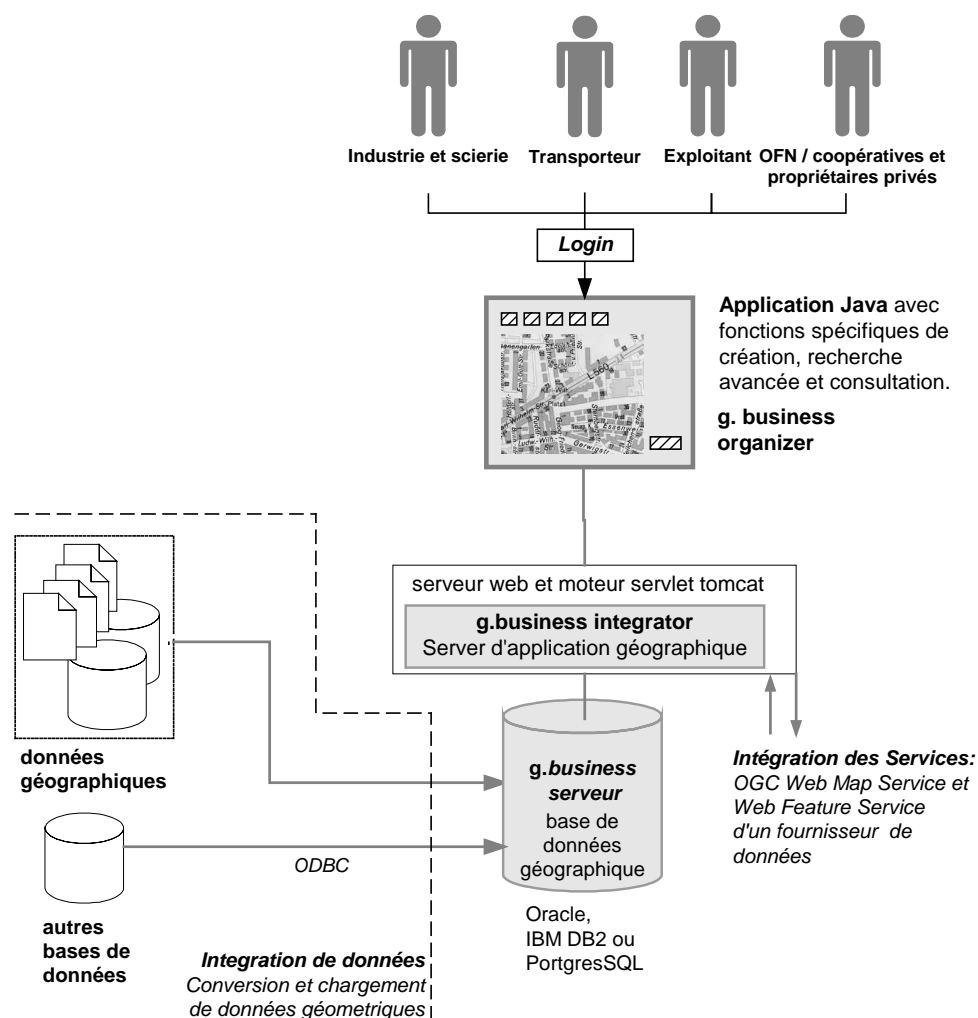 Industrie et scierie
Transporteur
Exploitant
OFN / coopératives et
propriétaires privés
Login
Application Java avec
fonctions spécifiques de
création, recherche
avancée et consultation.
g. business
organizer
L560
serveur web et moteur servlet tomcat
g.business integrator
Server d'application géographique
données
géographiques
g.business
serveur
base de
données
géographique
Intégration des Services:
OGC Web Map Service et
Web Feature Service
d'un fournisseur de
données
ODBC
autres
bases de
données
Oracle,
IBM DB2 ou
PortgresSQL
Integration de données
Conversion et chargement
de données géometriques